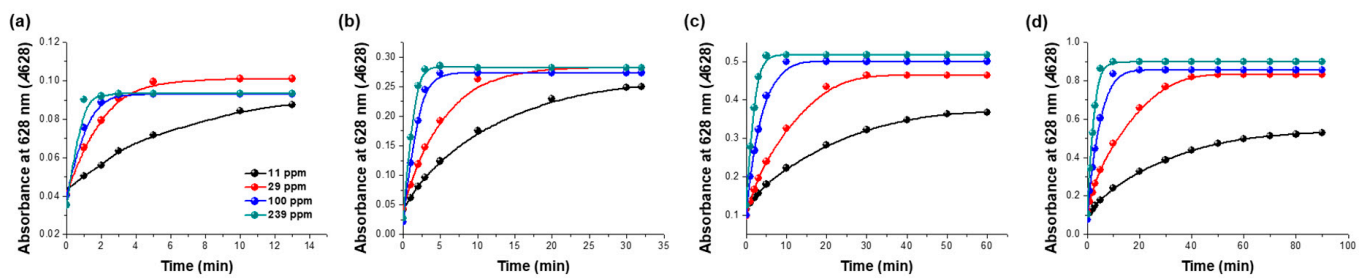 (a)
Absorbance at 628 nm (A628)
0.12
0.10
0.08
0.06
0.04
0.02
0 2 4 6 8 10 12 14
Time (min)
11 ppm
29 ppm
100 ppm
239 ppm
(b)
Absorbance at 628 nm (A628)
0.30
0.25
0.20
0.15
0.10
0.05
0.00
0 5 10 15 20 25 30
Time (min)
(c)
Absorbance at 628 nm (A628)
0.5
0.4
0.3
0.2
0.1
0 10 20 30 40 50 60
Time (min)
(d)
Absorbance at 628 nm (A628)
1.0
0.8
0.6
0.4
0.2
0.0
0 20 40 60 80 100
Time (min)